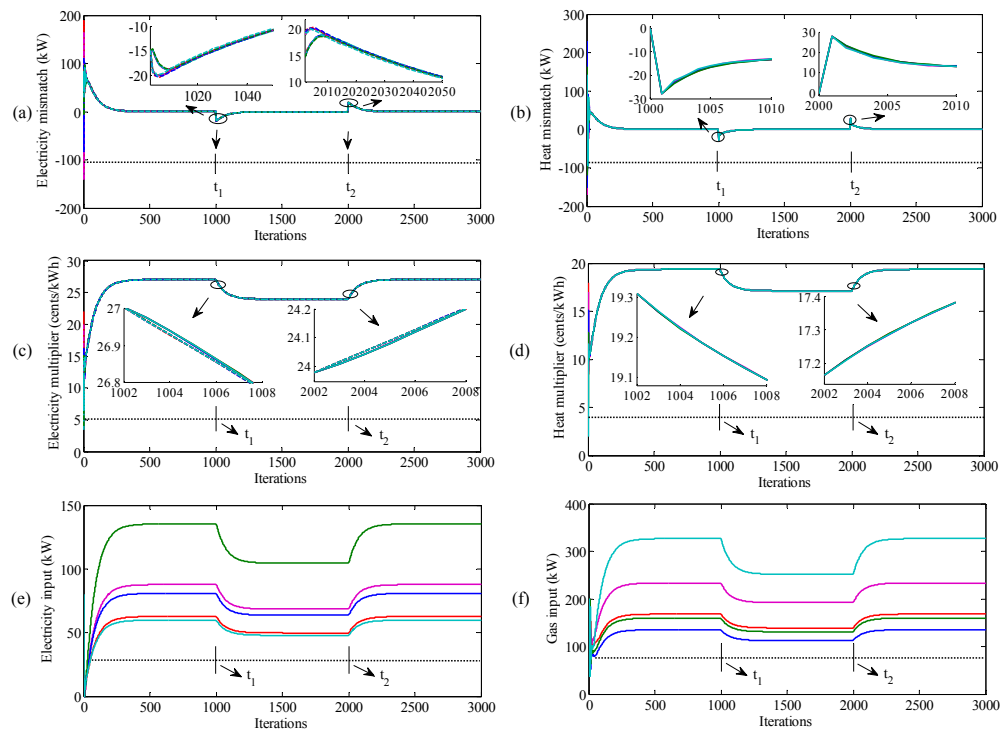 (a)
Electricity mismatch (kW)
200
100
0
-100
-200
0 500 1000 1500 2000 2500 3000
Iterations
-10
-15
-20
1020 1040
20
15
10
2010 2020 2030 2040 2050
t1
t2
(b)
Heat mismatch (kW)
300
200
100
0
-100
-200
0 500 1000 1500 2000 2500 3000
Iterations
0
-30
1000 1005 1010
40
20
0
2000 2005 2010
t1
t2
(c)
Electricity multiplier (cents/kWh)
30
25
20
15
10
5
0
0 500 1000 1500 2000 2500 3000
Iterations
27
26.9
26.8
1002 1004 1006 1008
24.2
24.1
24
2002 2004 2006 2008
t1
t2
(d)
Heat multiplier (cents/kWh)
20
15
10
5
0
0 500 1000 1500 2000 2500 3000
Iterations
19.3
19.2
19.1
1002 1004 1006 1008
17.4
17.3
17.2
2002 2004 2006 2008
t1
t2
(e)
Electricity input (kW)
150
100
50
0
0 500 1000 1500 2000 2500 3000
Iterations
t1
t2
(f)
Gas input (kW)
400
300
200
100
0
0 500 1000 1500 2000 2500 3000
Iterations
t1
t2